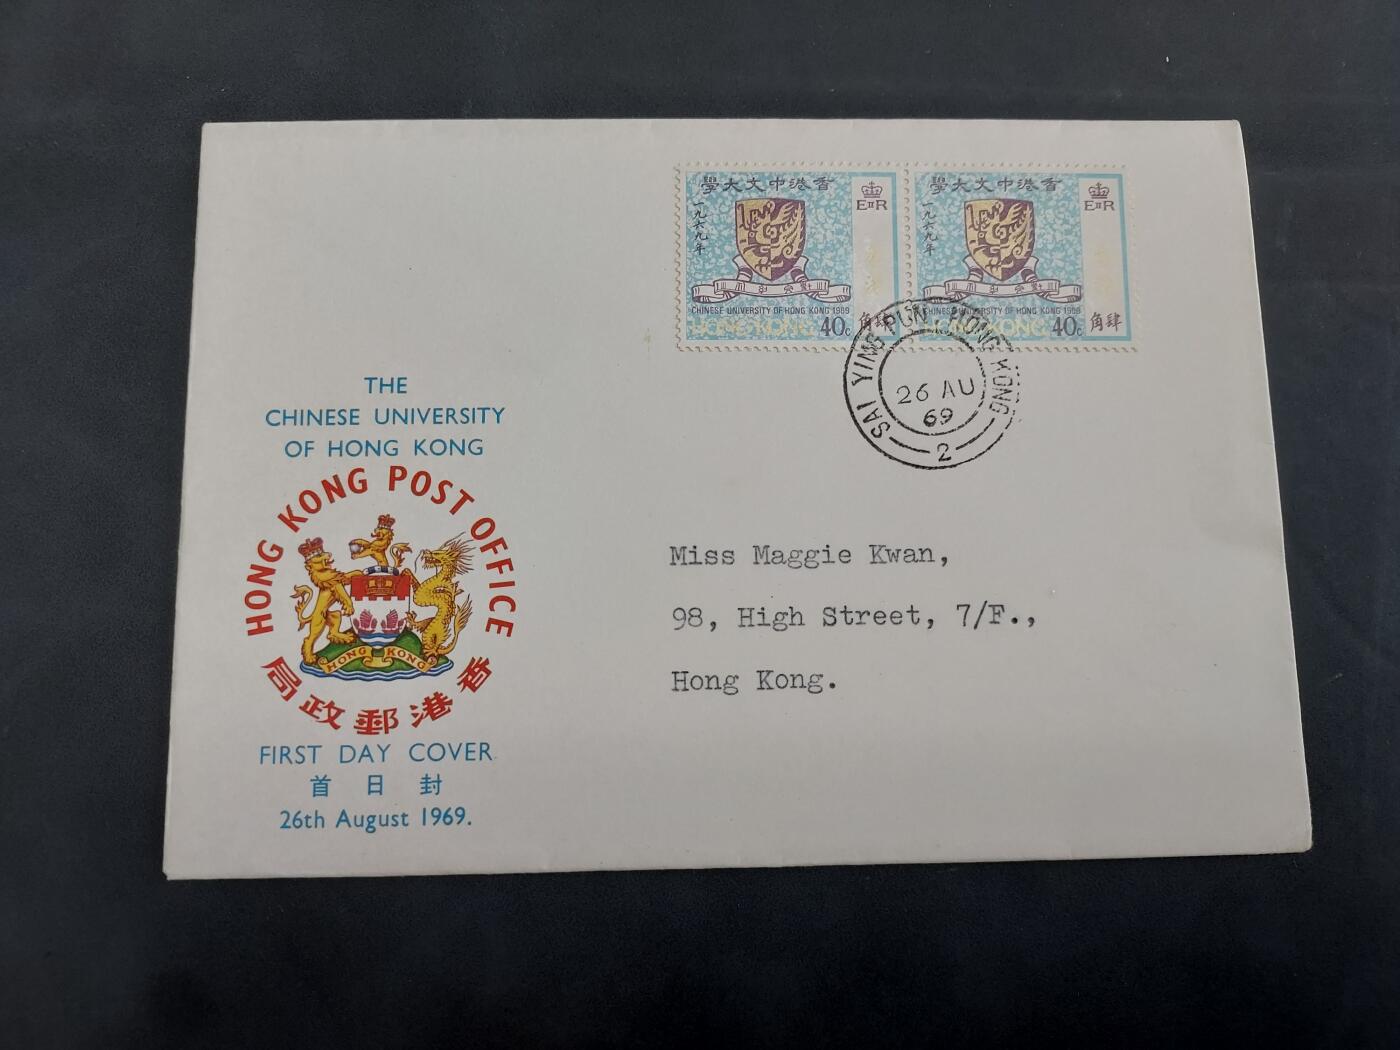 香港中文大學
一九六九年
E II R
CHINESE UNIVERSITY OF HONG KONG 1969
HONG KONG
40c
角肆
香港中文大學
一九六九年
E II R
CHINESE UNIVERSITY OF HONG KONG 1969
HONG KONG
40c
角肆
SAI YING PUN HONG KONG
26 AU
69
2
THE
CHINESE UNIVERSITY
OF HONG KONG
HONG KONG POST OFFICE
HONG KONG
香港郵政局
FIRST DAY COVER
首日封
26th August 1969.
Miss Maggie Kwan,
98, High Street, 7/F.,
Hong Kong.